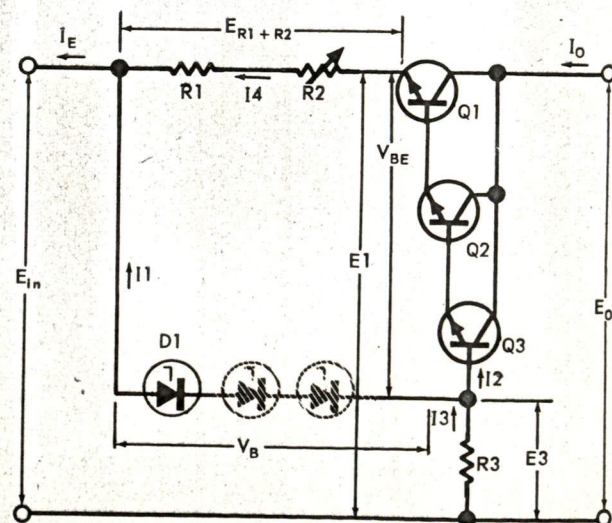 E_R1 + R2
I_E
I_O
R1
I4
R2
Q1
V_BE
E_in
E1
Q2
E_O
I1
D1
Q3
I2
I3
V_B
R3
E3